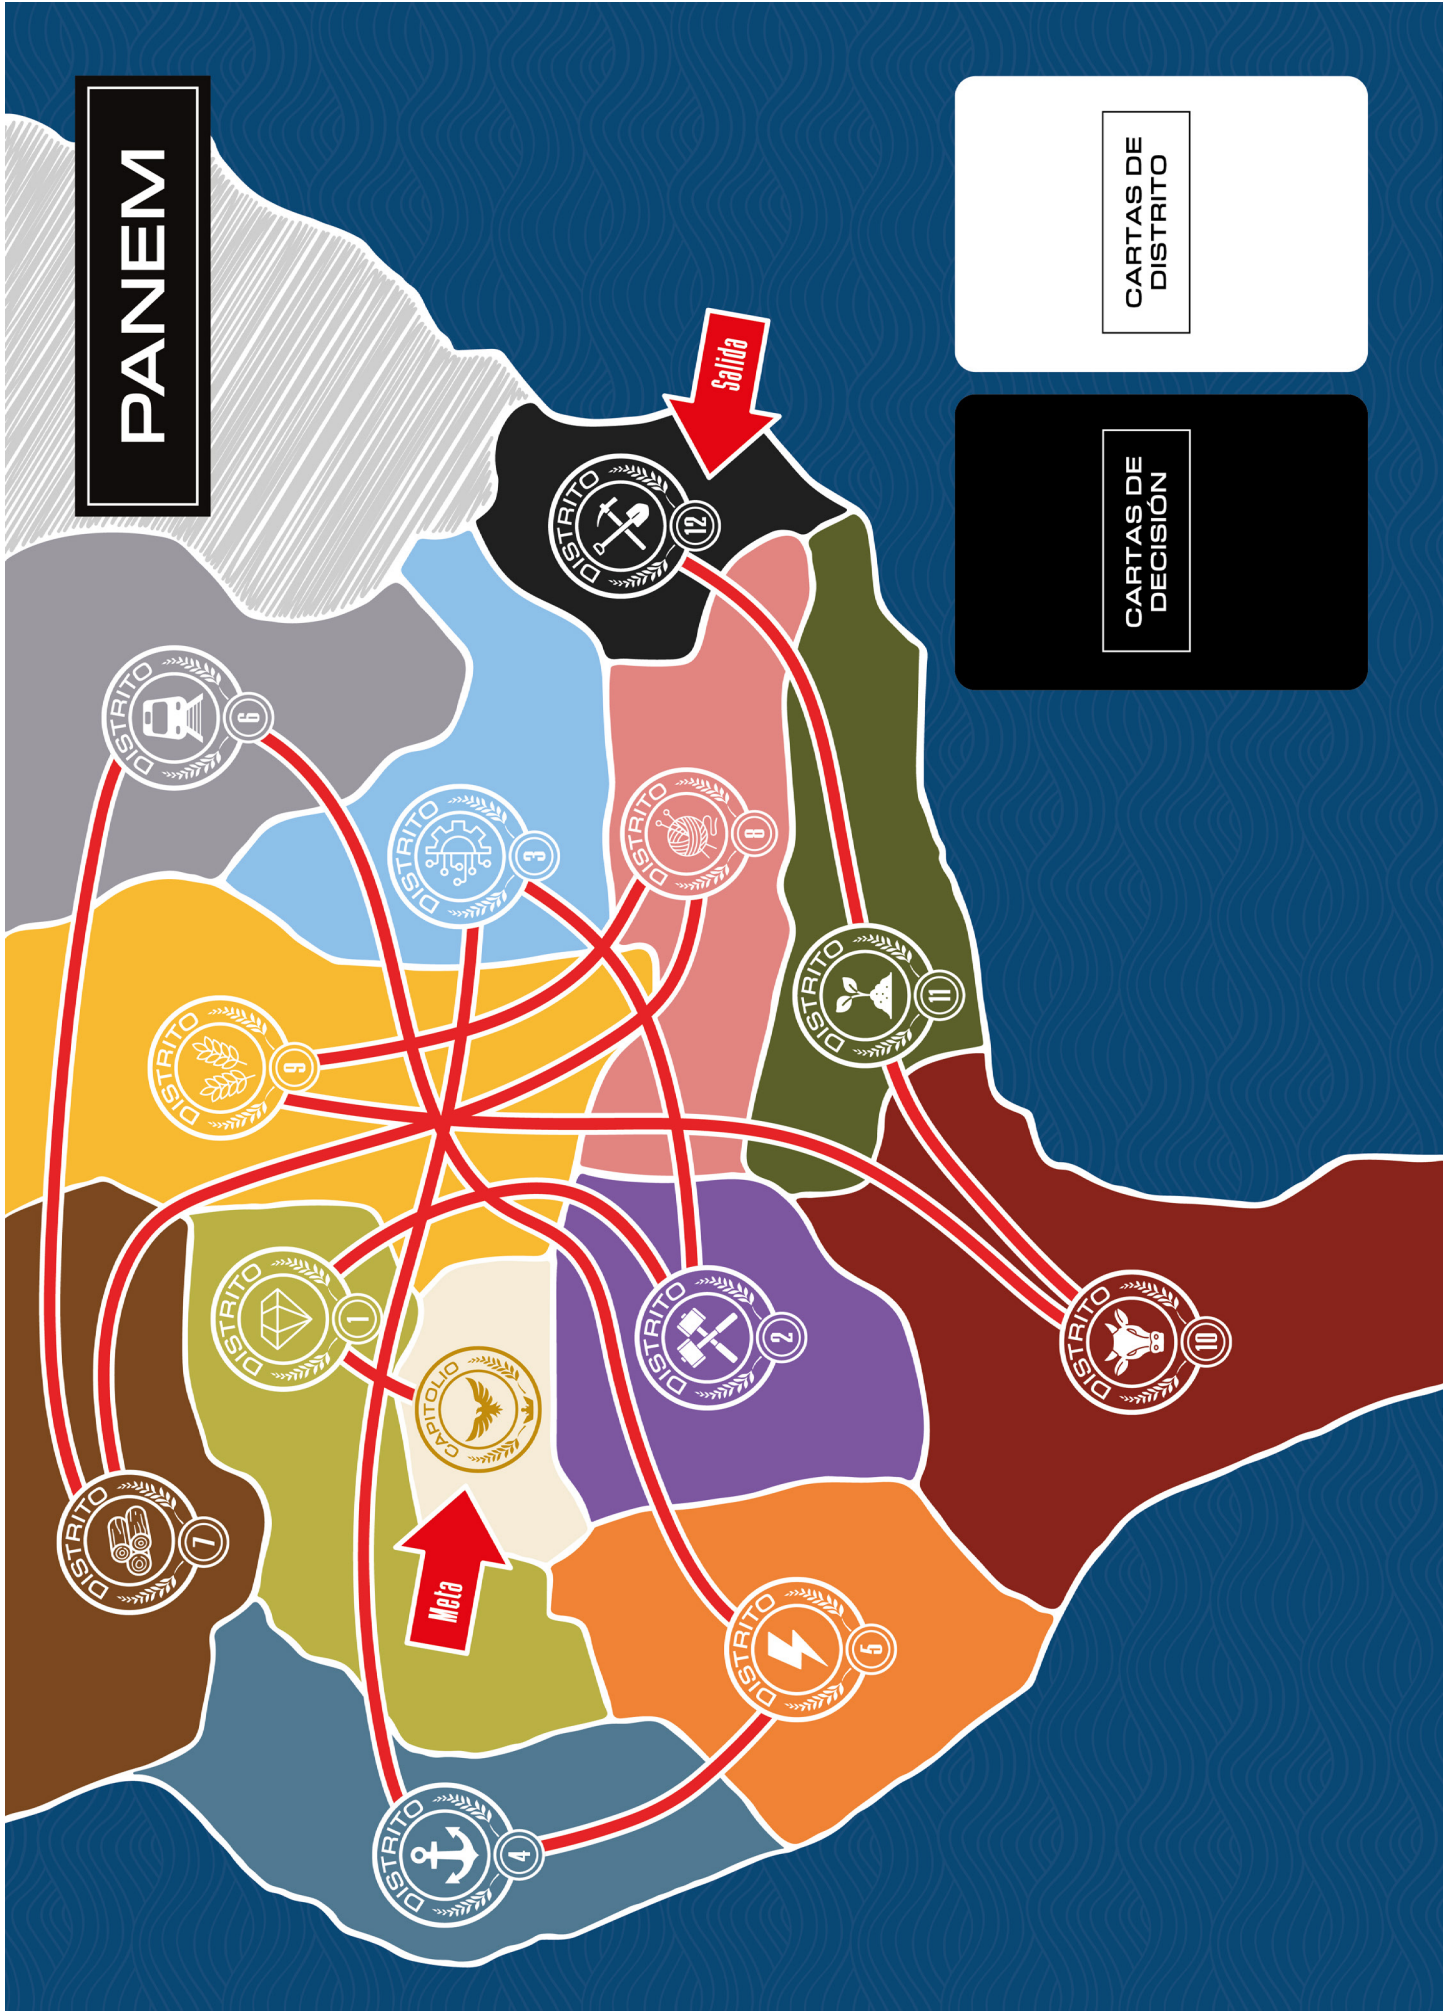 PANEM
DISTRITO
7
DISTRITO
6
DISTRITO
9
DISTRITO
1
DISTRITO
4
Meta
CAPITOLIO
DISTRITO
3
DISTRITO
12
Salida
DISTRITO
8
DISTRITO
2
DISTRITO
5
DISTRITO
11
DISTRITO
10
CARTAS DE
DECISIÓN
CARTAS DE
DISTRITO